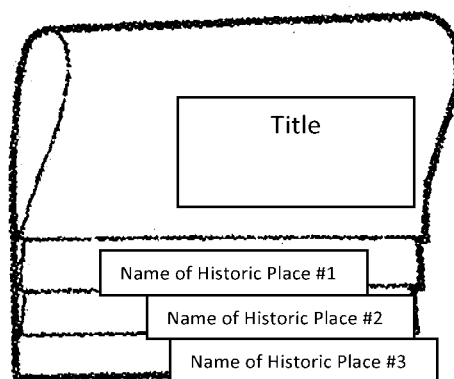 Title
Name of Historic Place #1
Name of Historic Place #2
Name of Historic Place #3